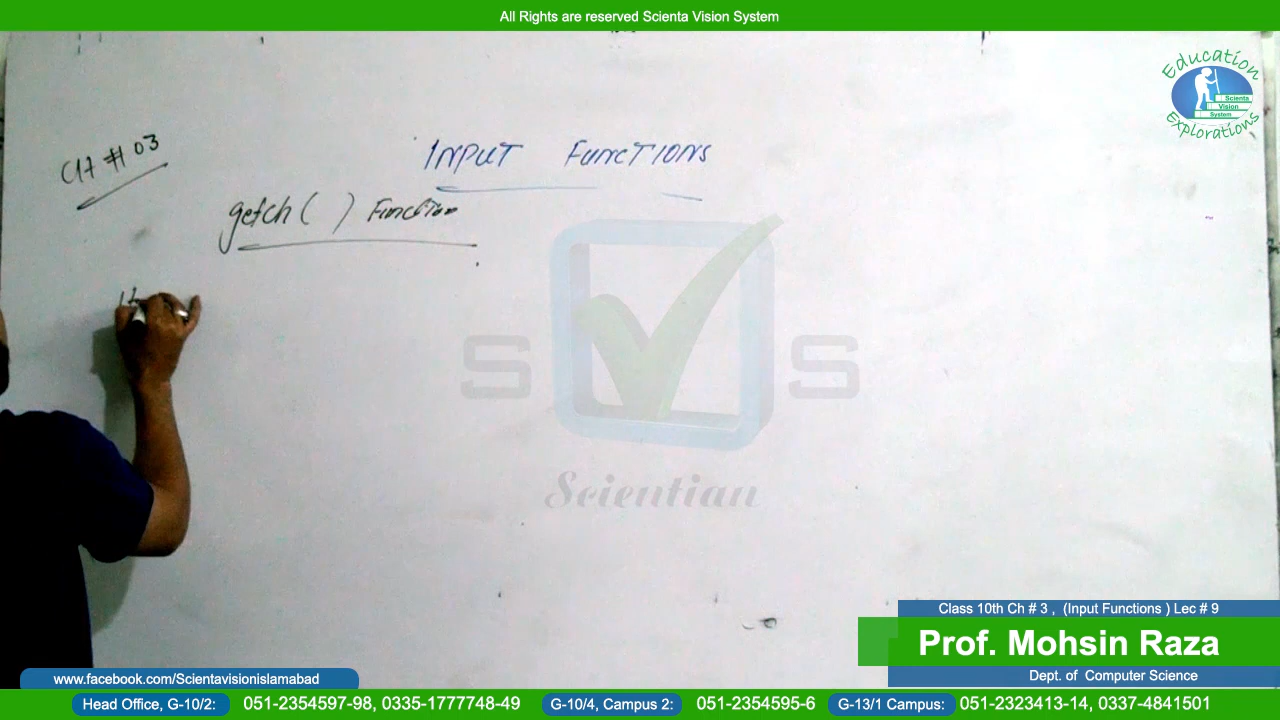 All Rights are reserved Scienta Vision System
Education
Scienta
Vision
System
Explorations
CH # 03
INPUT FUNCTIONS
getch( ) Function
S S
Scientian
Class 10th Ch # 3 , (Input Functions ) Lec # 9
Prof. Mohsin Raza
Dept. of Computer Science
www.facebook.com/Scientavisionislamabad
Head Office, G-10/2: 051-2354597-98, 0335-1777748-49 G-10/4, Campus 2: 051-2354595-6 G-13/1 Campus: 051-2323413-14, 0337-4841501